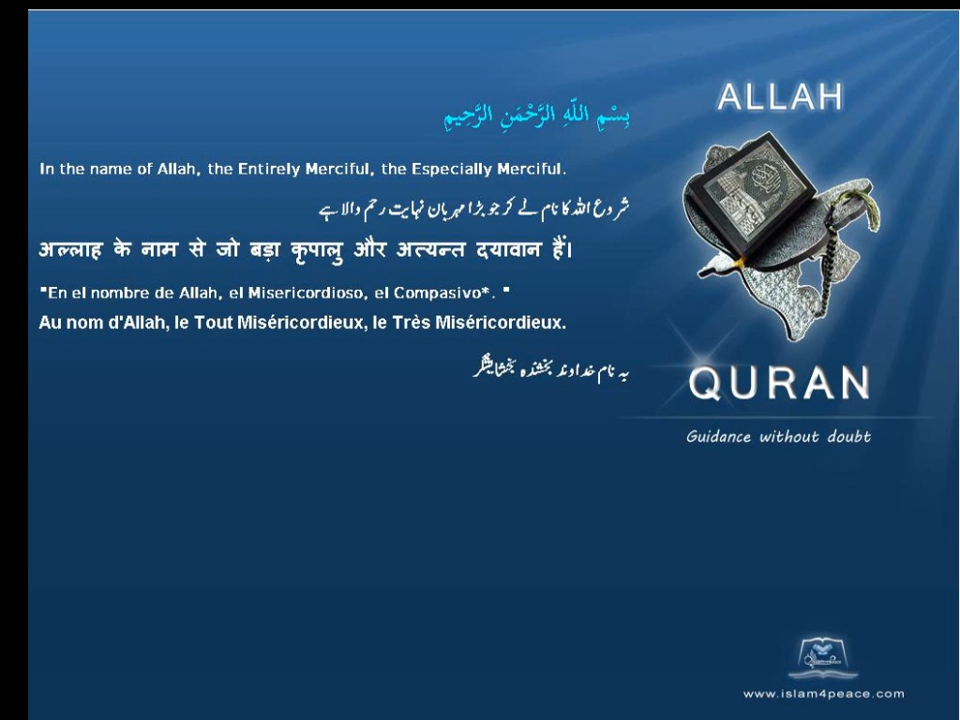 بِسْمِ اللَّهِ الرَّحْمَنِ الرَّحِيمِ
In the name of Allah, the Entirely Merciful, the Especially Merciful.
شروع الله کا نام لے کر جو بڑا مہربان نہایت رحم والا ہے
अल्लाह के नाम से जो बड़ा कृपालु और अत्यन्त दयावान हैं।
"En el nombre de Allah, el Misericordioso, el Compasivo*. "
Au nom d'Allah, le Tout Miséricordieux, le Très Miséricordieux.
به نام خداوند بخشنده بخشایشگر
ALLAH
QURAN
Guidance without doubt
www.islam4peace.com